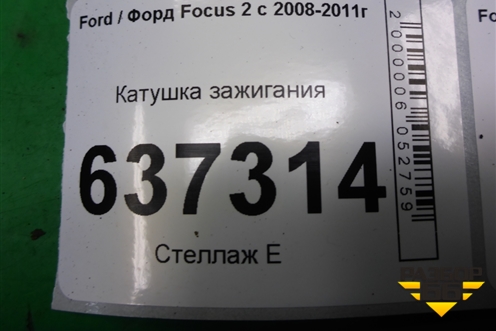 Ford / Форд Focus 2 с 2008-2011г
Катушка зажигания
637314
Стеллаж Е
2000006052759